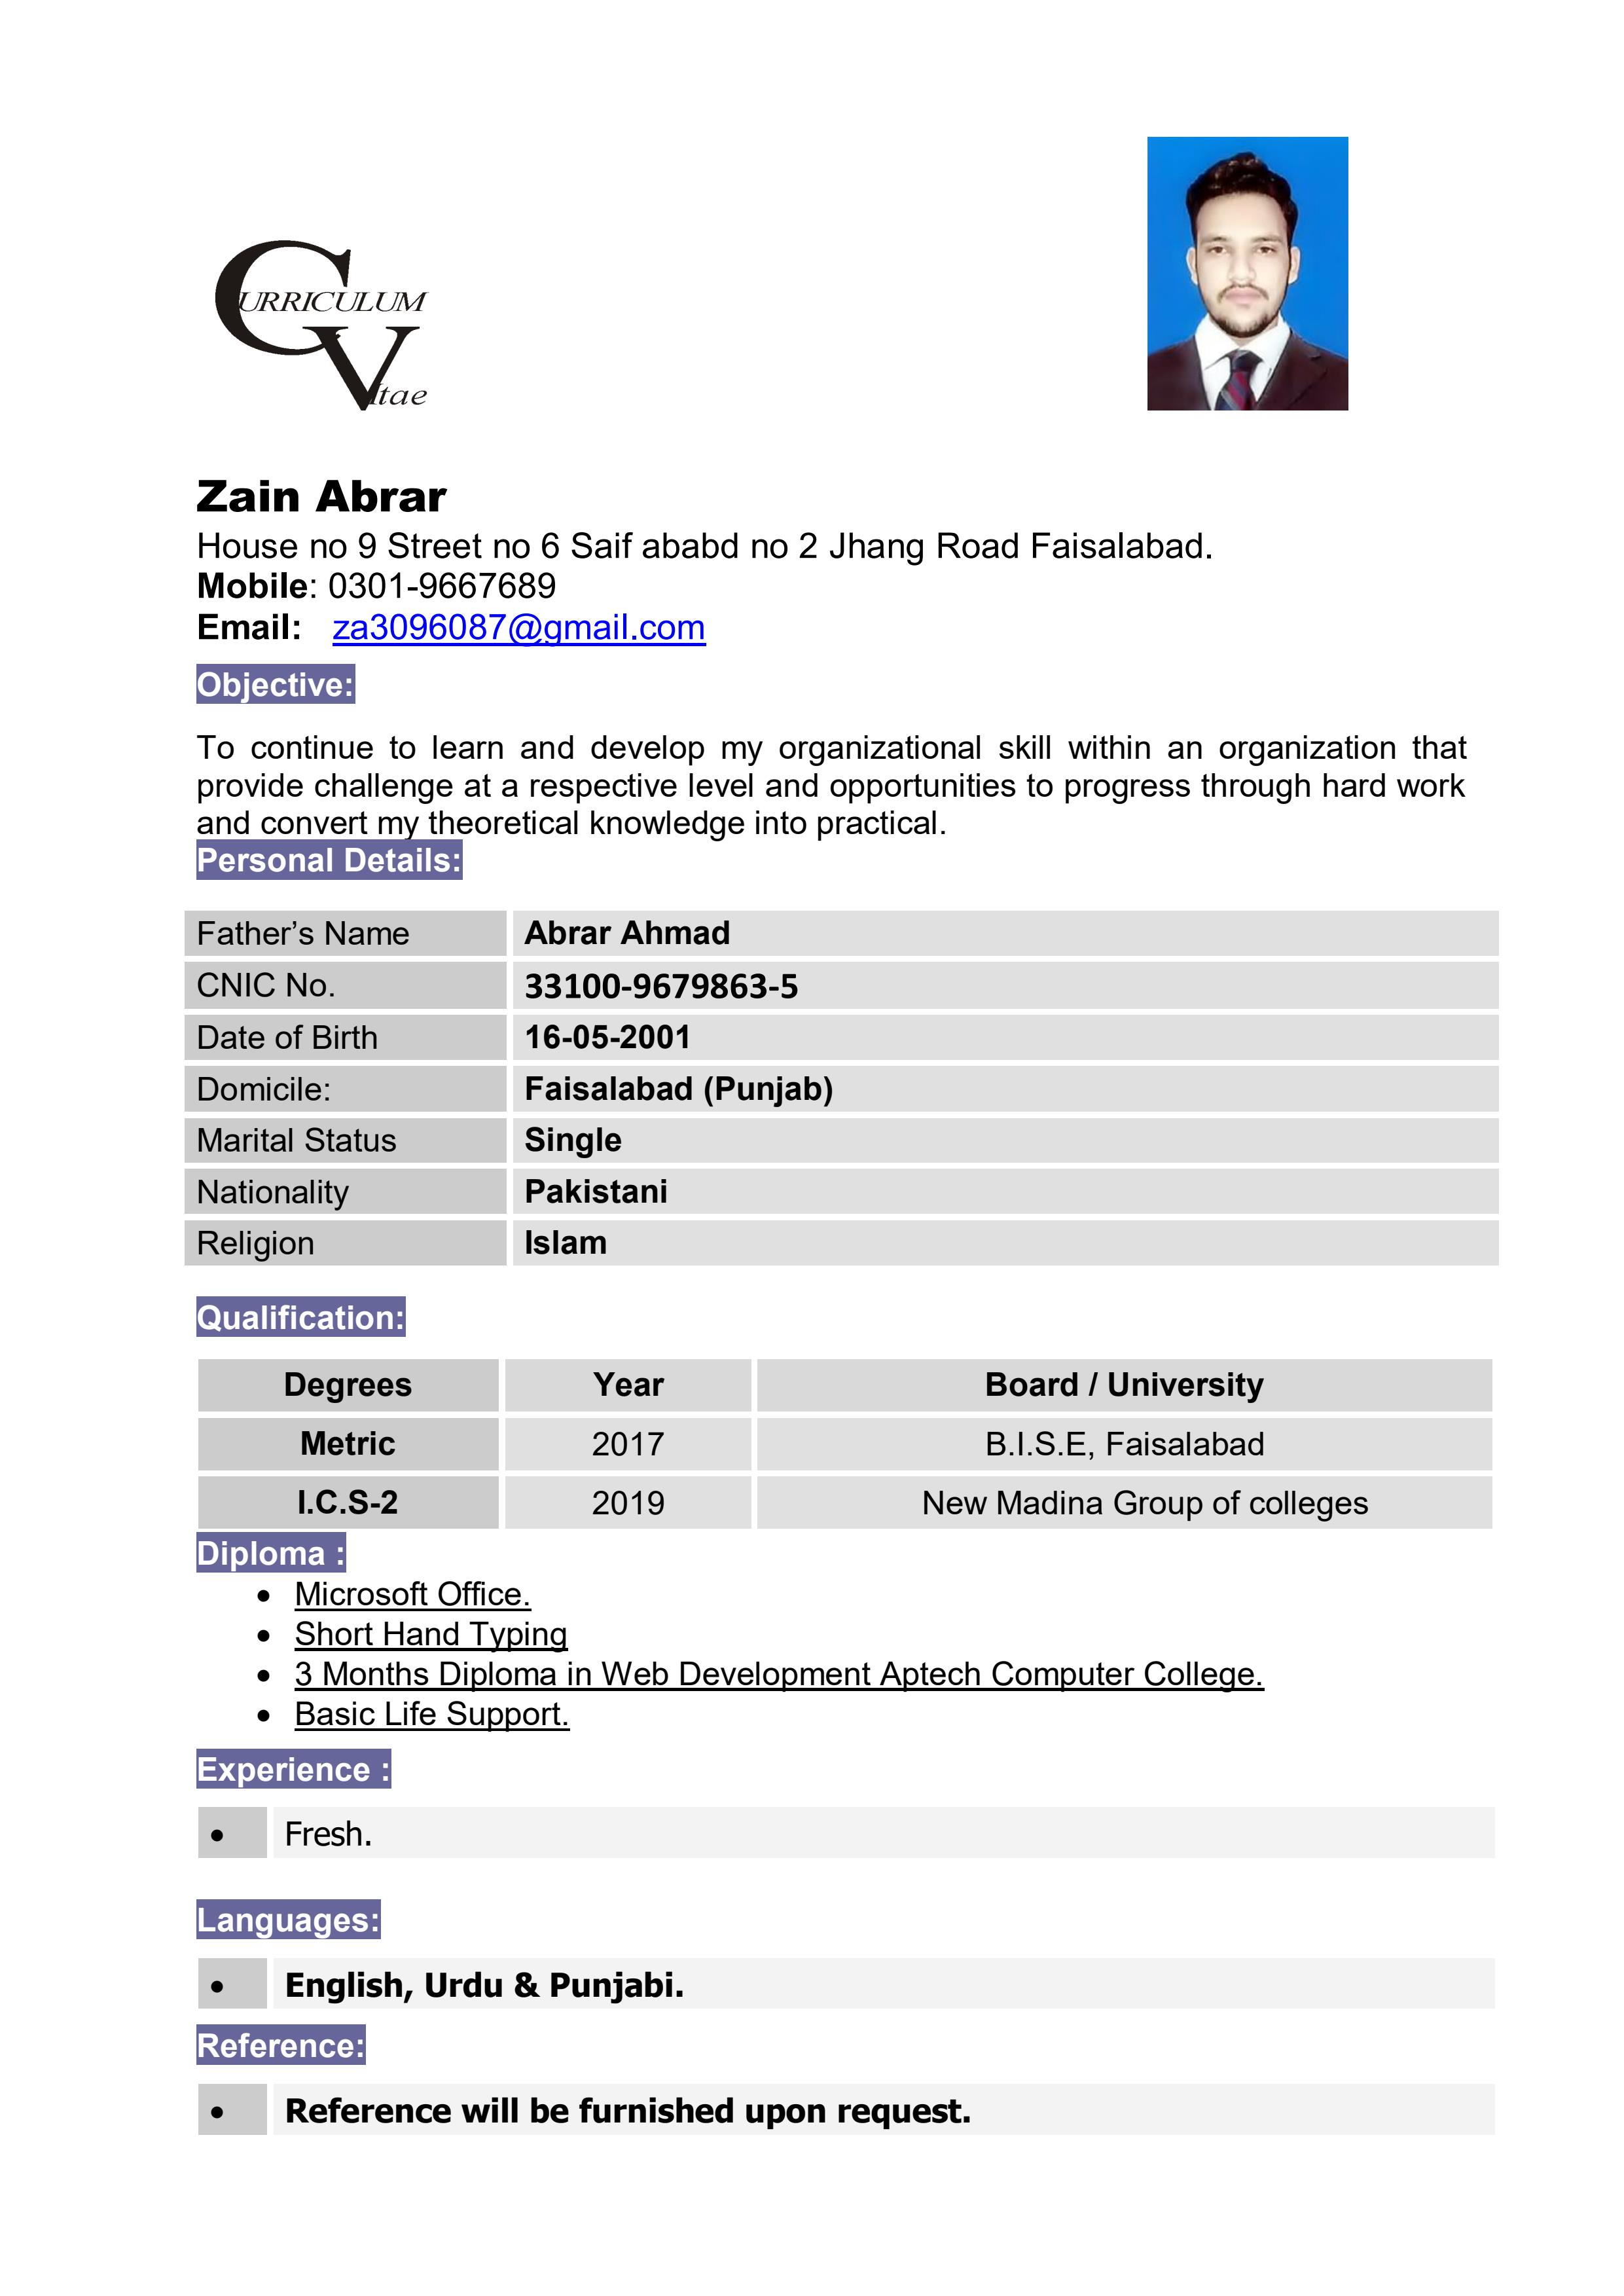 CURRICULUM
Vitae
Zain Abrar
House no 9 Street no 6 Saif ababd no 2 Jhang Road Faisalabad.
Mobile: 0301-9667689
Email: za3096087@gmail.com
Objective:
To continue to learn and develop my organizational skill within an organization that
provide challenge at a respective level and opportunities to progress through hard work
and convert my theoretical knowledge into practical.
Personal Details:
Father’s Name Abrar Ahmad
CNIC No. 33100-9679863-5
Date of Birth 16-05-2001
Domicile: Faisalabad (Punjab)
Marital Status Single
Nationality Pakistani
Religion Islam
Qualification:
Degrees Year Board / University
Metric 2017 B.I.S.E, Faisalabad
I.C.S-2 2019 New Madina Group of colleges
Diploma :
• Microsoft Office.
• Short Hand Typing
• 3 Months Diploma in Web Development Aptech Computer College.
• Basic Life Support.
Experience :
• Fresh.
Languages:
• English, Urdu & Punjabi.
Reference:
• Reference will be furnished upon request.